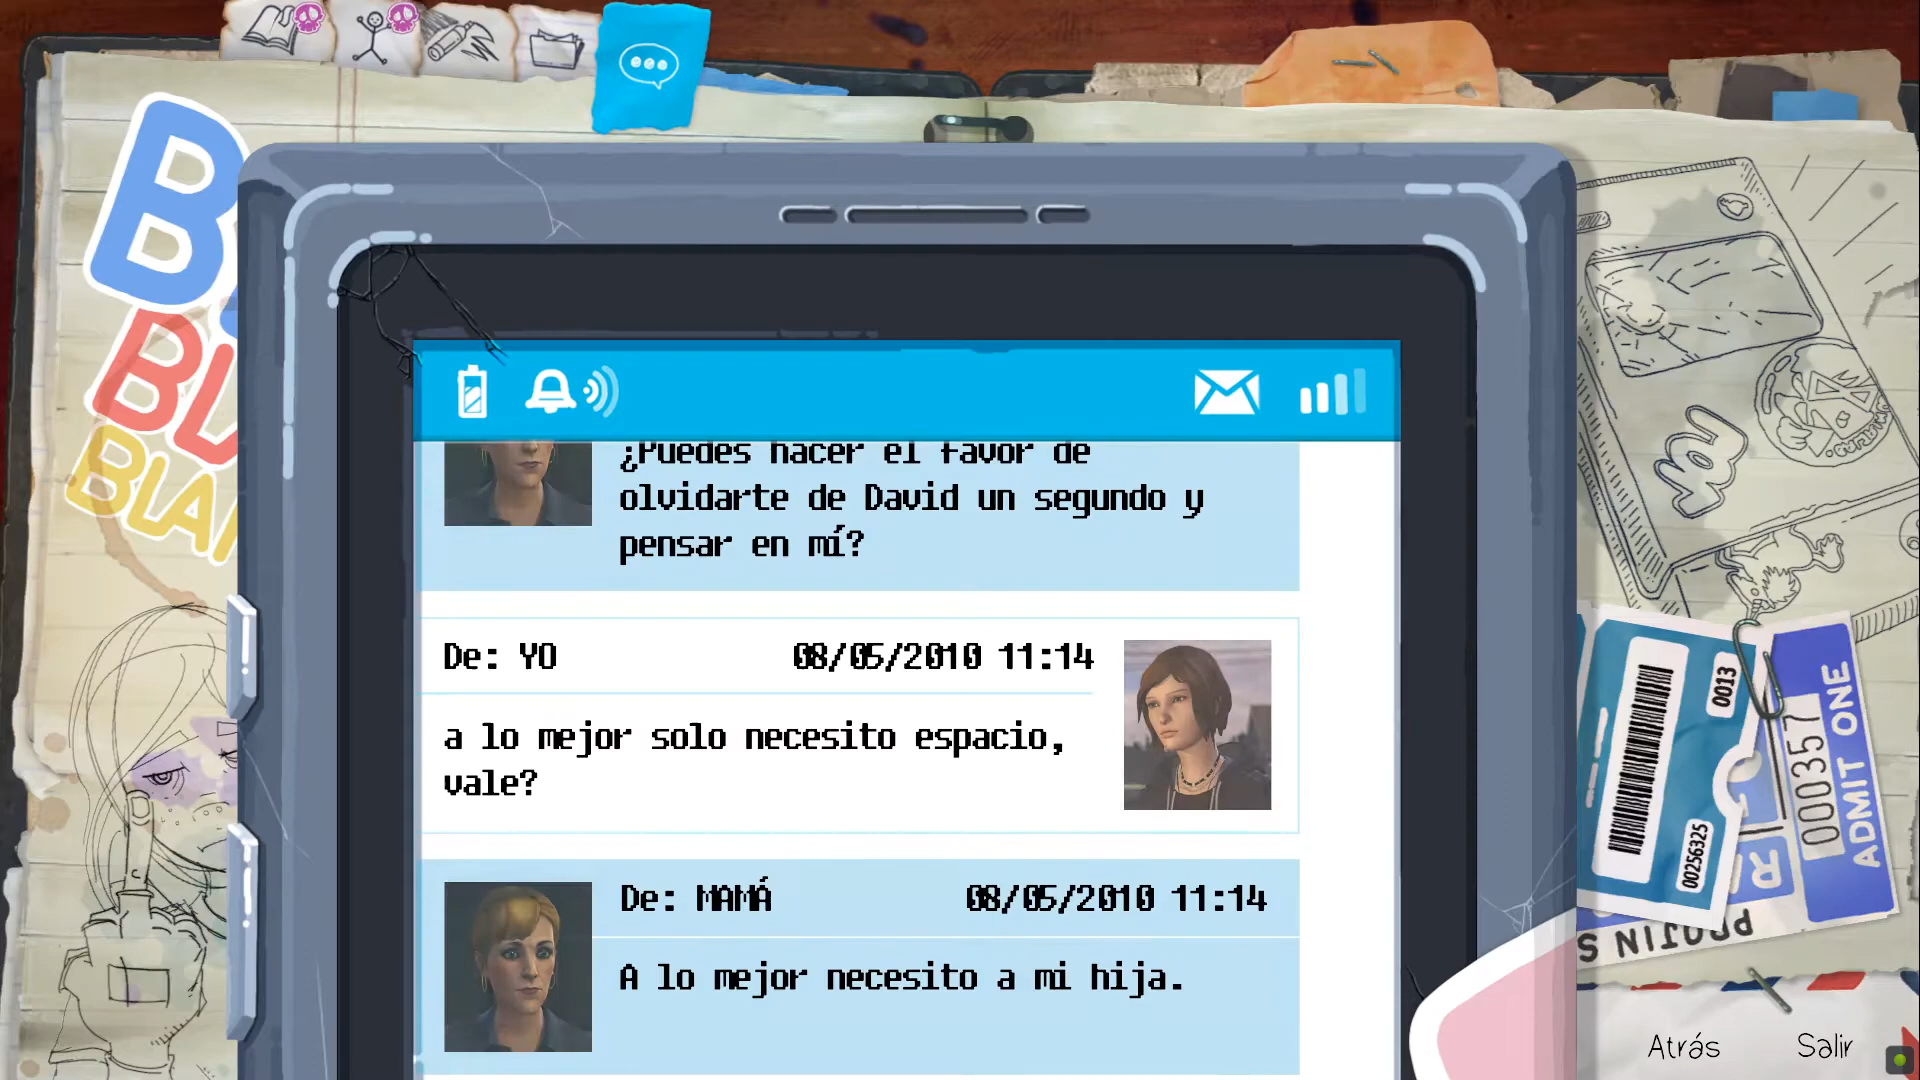 ¿Puedes hacer el favor de
olvidarte de David un segundo y
pensar en mí?
De: YO 08/05/2010 11:14
a lo mejor solo necesito espacio,
vale?
De: MAMÁ 08/05/2010 11:14
A lo mejor necesito a mi hija.
0013
00256325
000357
ADMIT ONE
Atrás Salir